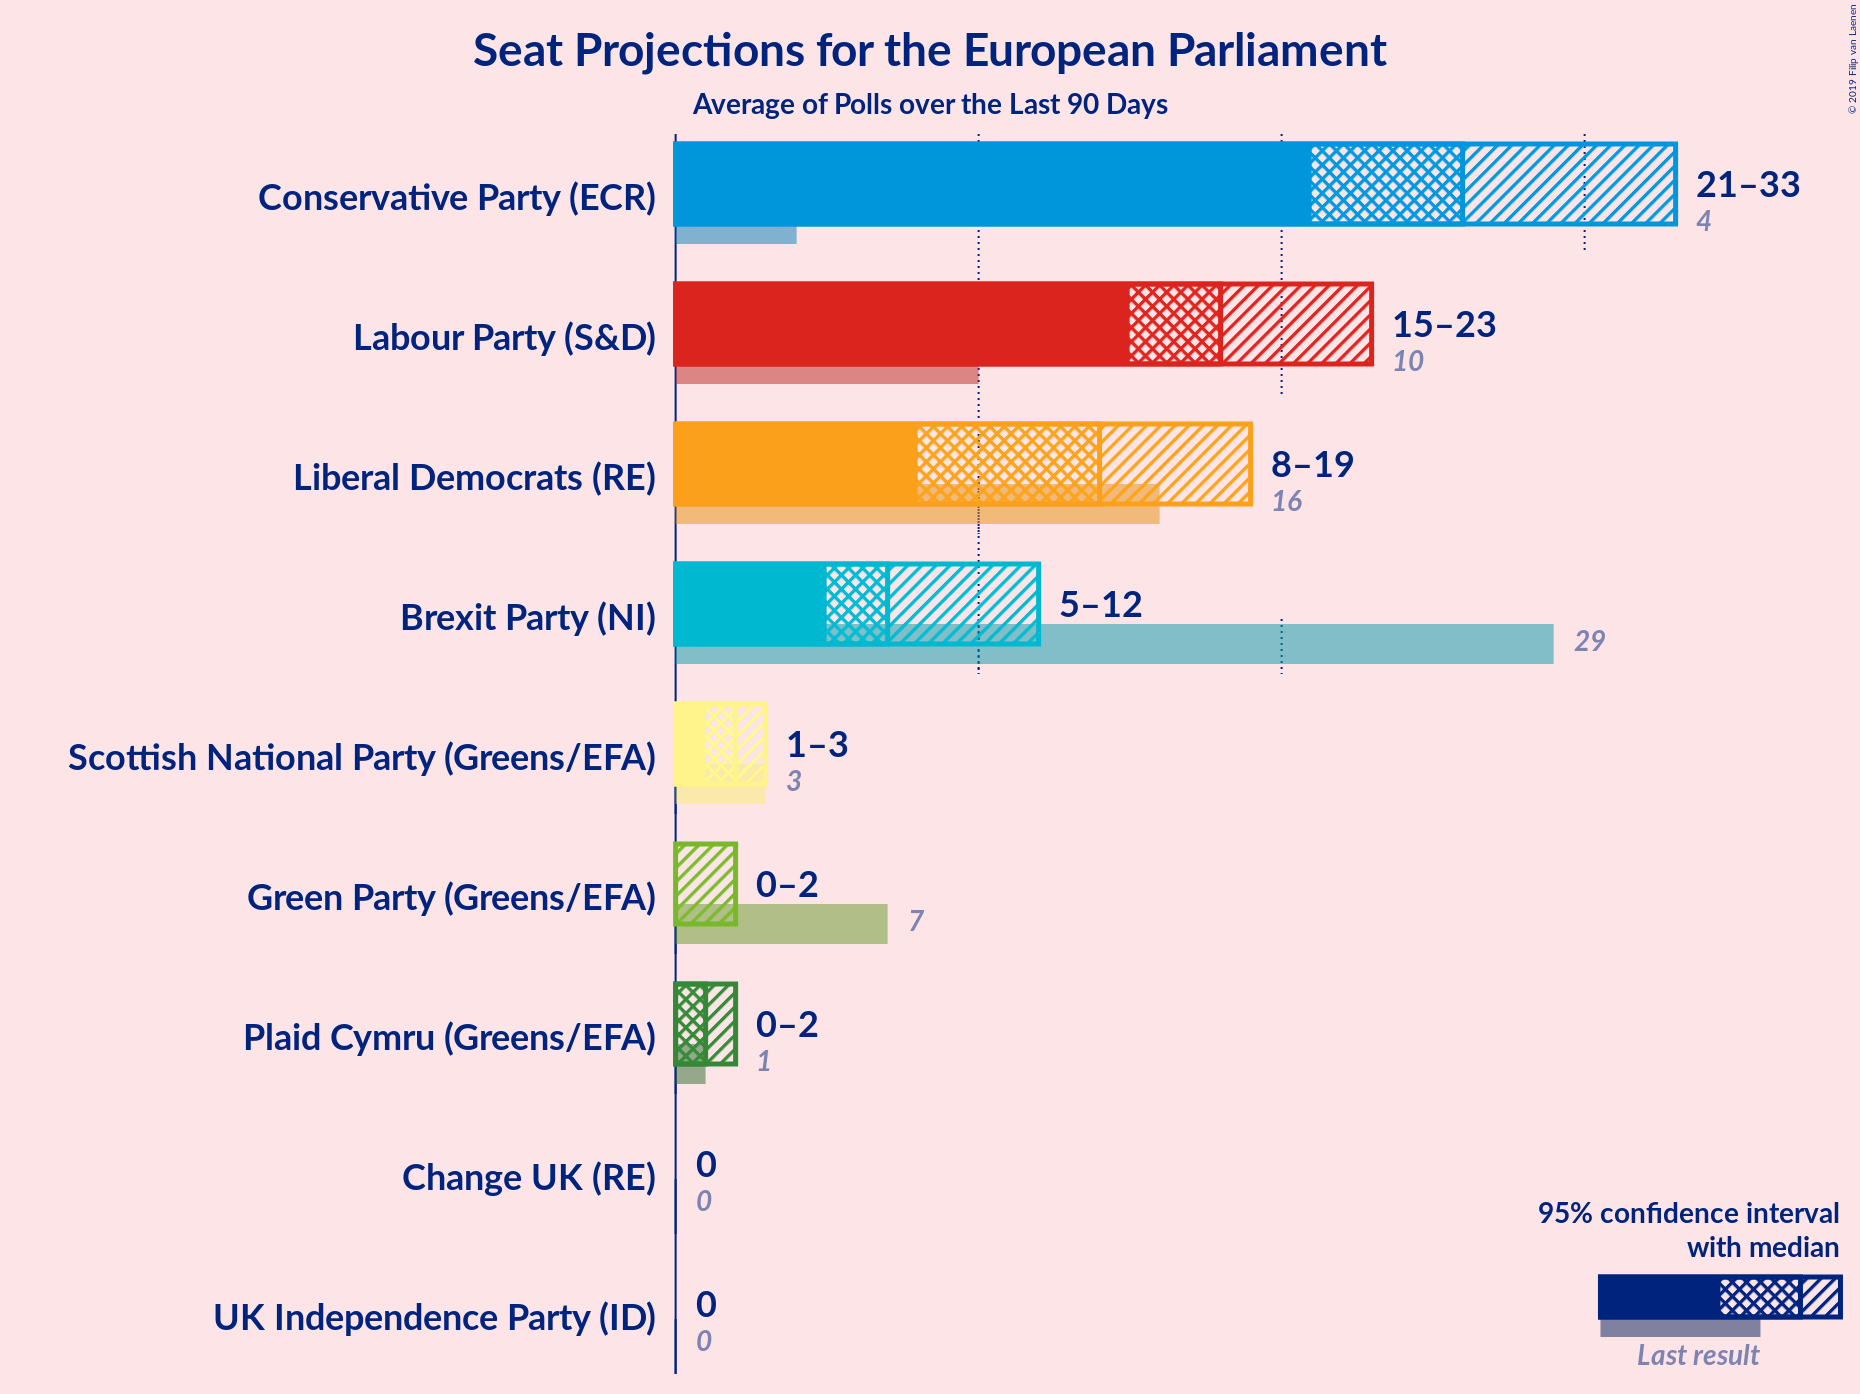 Seat Projections for the European Parliament
Average of Polls over the Last 90 Days
© 2019 Filip van Laenen
Conservative Party (ECR)
21–33
4
Labour Party (S&D)
15–23
10
Liberal Democrats (RE)
8–19
16
Brexit Party (NI)
5–12
29
Scottish National Party (Greens/EFA)
1–3
3
Green Party (Greens/EFA)
0–2
7
Plaid Cymru (Greens/EFA)
0–2
1
Change UK (RE)
0
0
UK Independence Party (ID)
0
0
95% confidence interval
with median
Last result